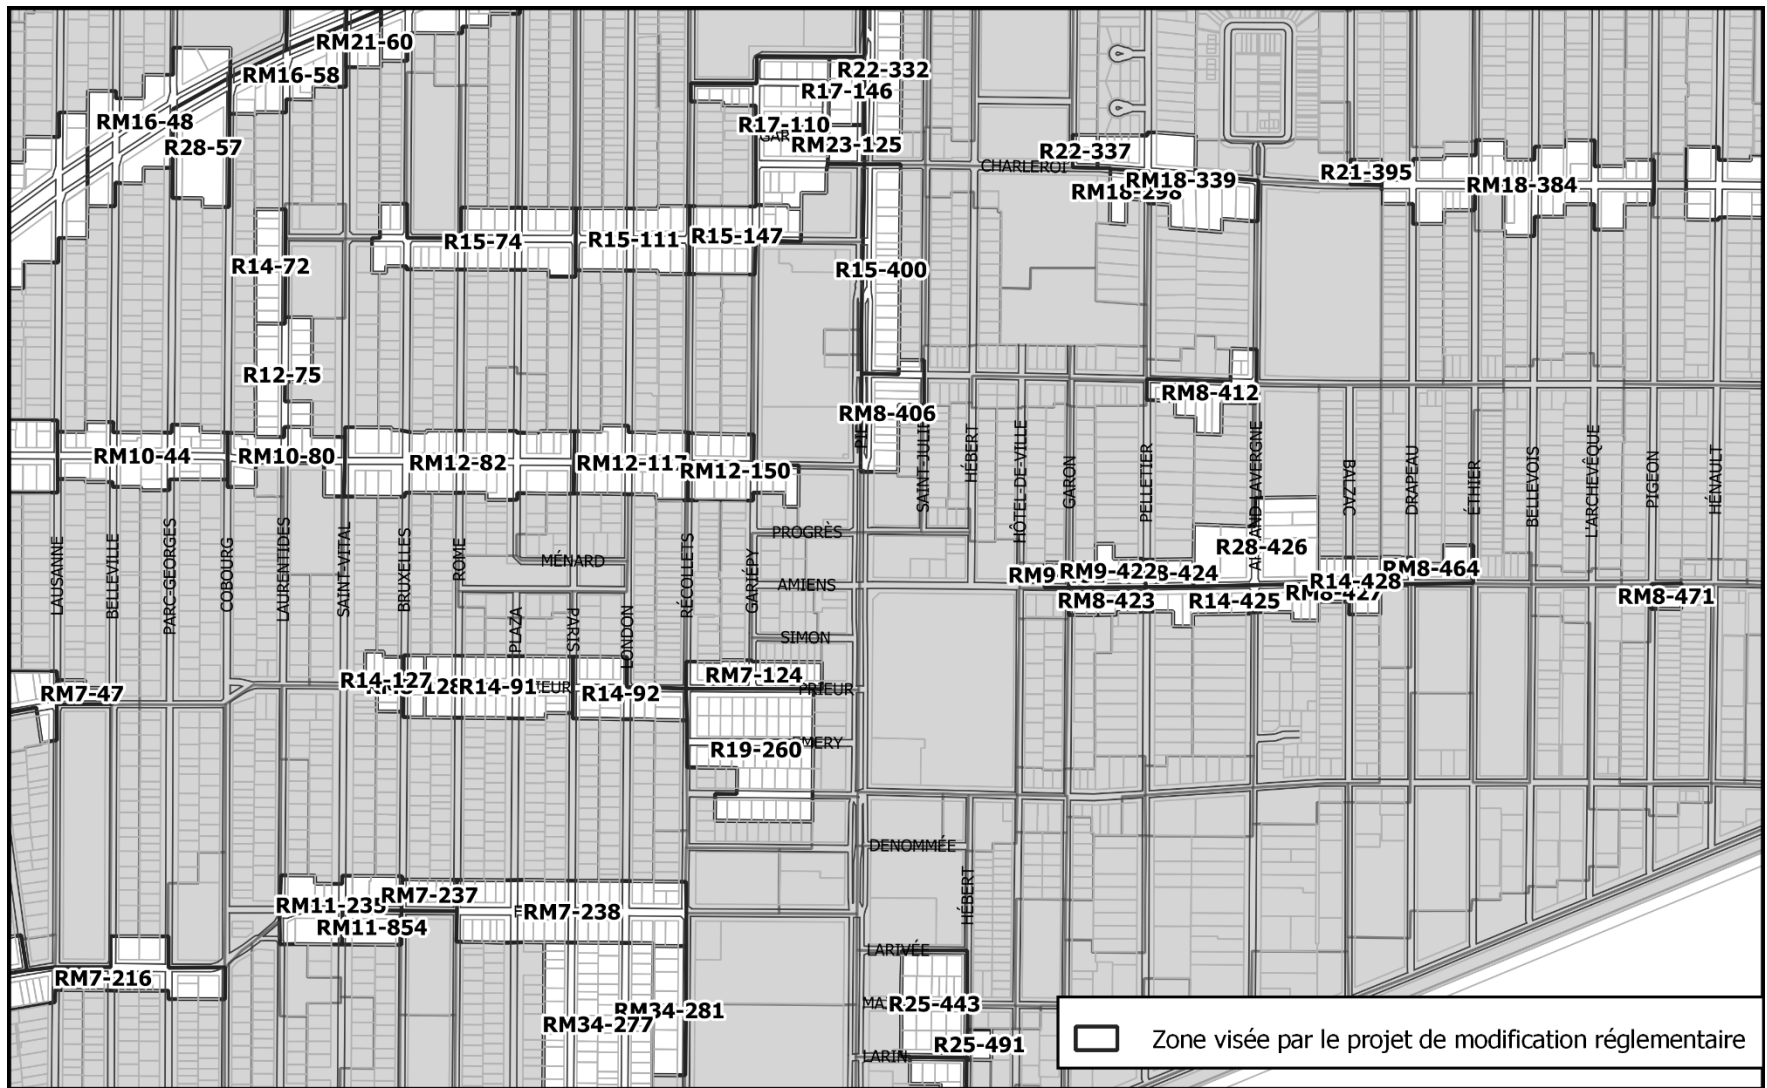 RM21-60
RM16-58
R22-332
R17-146
RM16-48
R17-110
R28-57
RM23-125
R22-337
CHARLEROI
R21-395
RM18-339
RM18-384
RM18-298
R15-74
R15-111
R15-147
R14-72
R15-400
R12-75
RM8-412
RM8-406
RM10-44
RM10-80
RM12-82
RM12-117
RM12-150
SAINT-JULIEN
HÉBERT
HÔTEL-DE-VILLE
GARON
PELLETIER
BALZAC
DRAPEAU
ÉTHIER
BELLEVOIS
L'ARCHEVÊQUE
PIGEON
HÉNAULT
LAUSANNE
BELLEVILLE
PARC-GEORGES
COBOURG
LAURENTIDES
SAINT-VITAL
BRUXELLES
ROME
MÉNARD
RÉCOLLETS
GARIÉPY
PROGRÈS
AMIENS
R28-426
RM9-422
RM8-464
R14-428
RM8-427
RM8-423
R14-425
RM8-471
PLAZA
PARIS
LONDON
SIMON
RM7-47
R14-127
R14-91
R14-92
RM7-124
PRIEUR
R19-260
DENOMMÉE
HÉBERT
RM11-235
RM7-237
RM7-238
RM11-854
LARIVÉE
RM7-216
RM34-281
RM34-277
R25-443
R25-491
LARIN
Zone visée par le projet de modification réglementaire